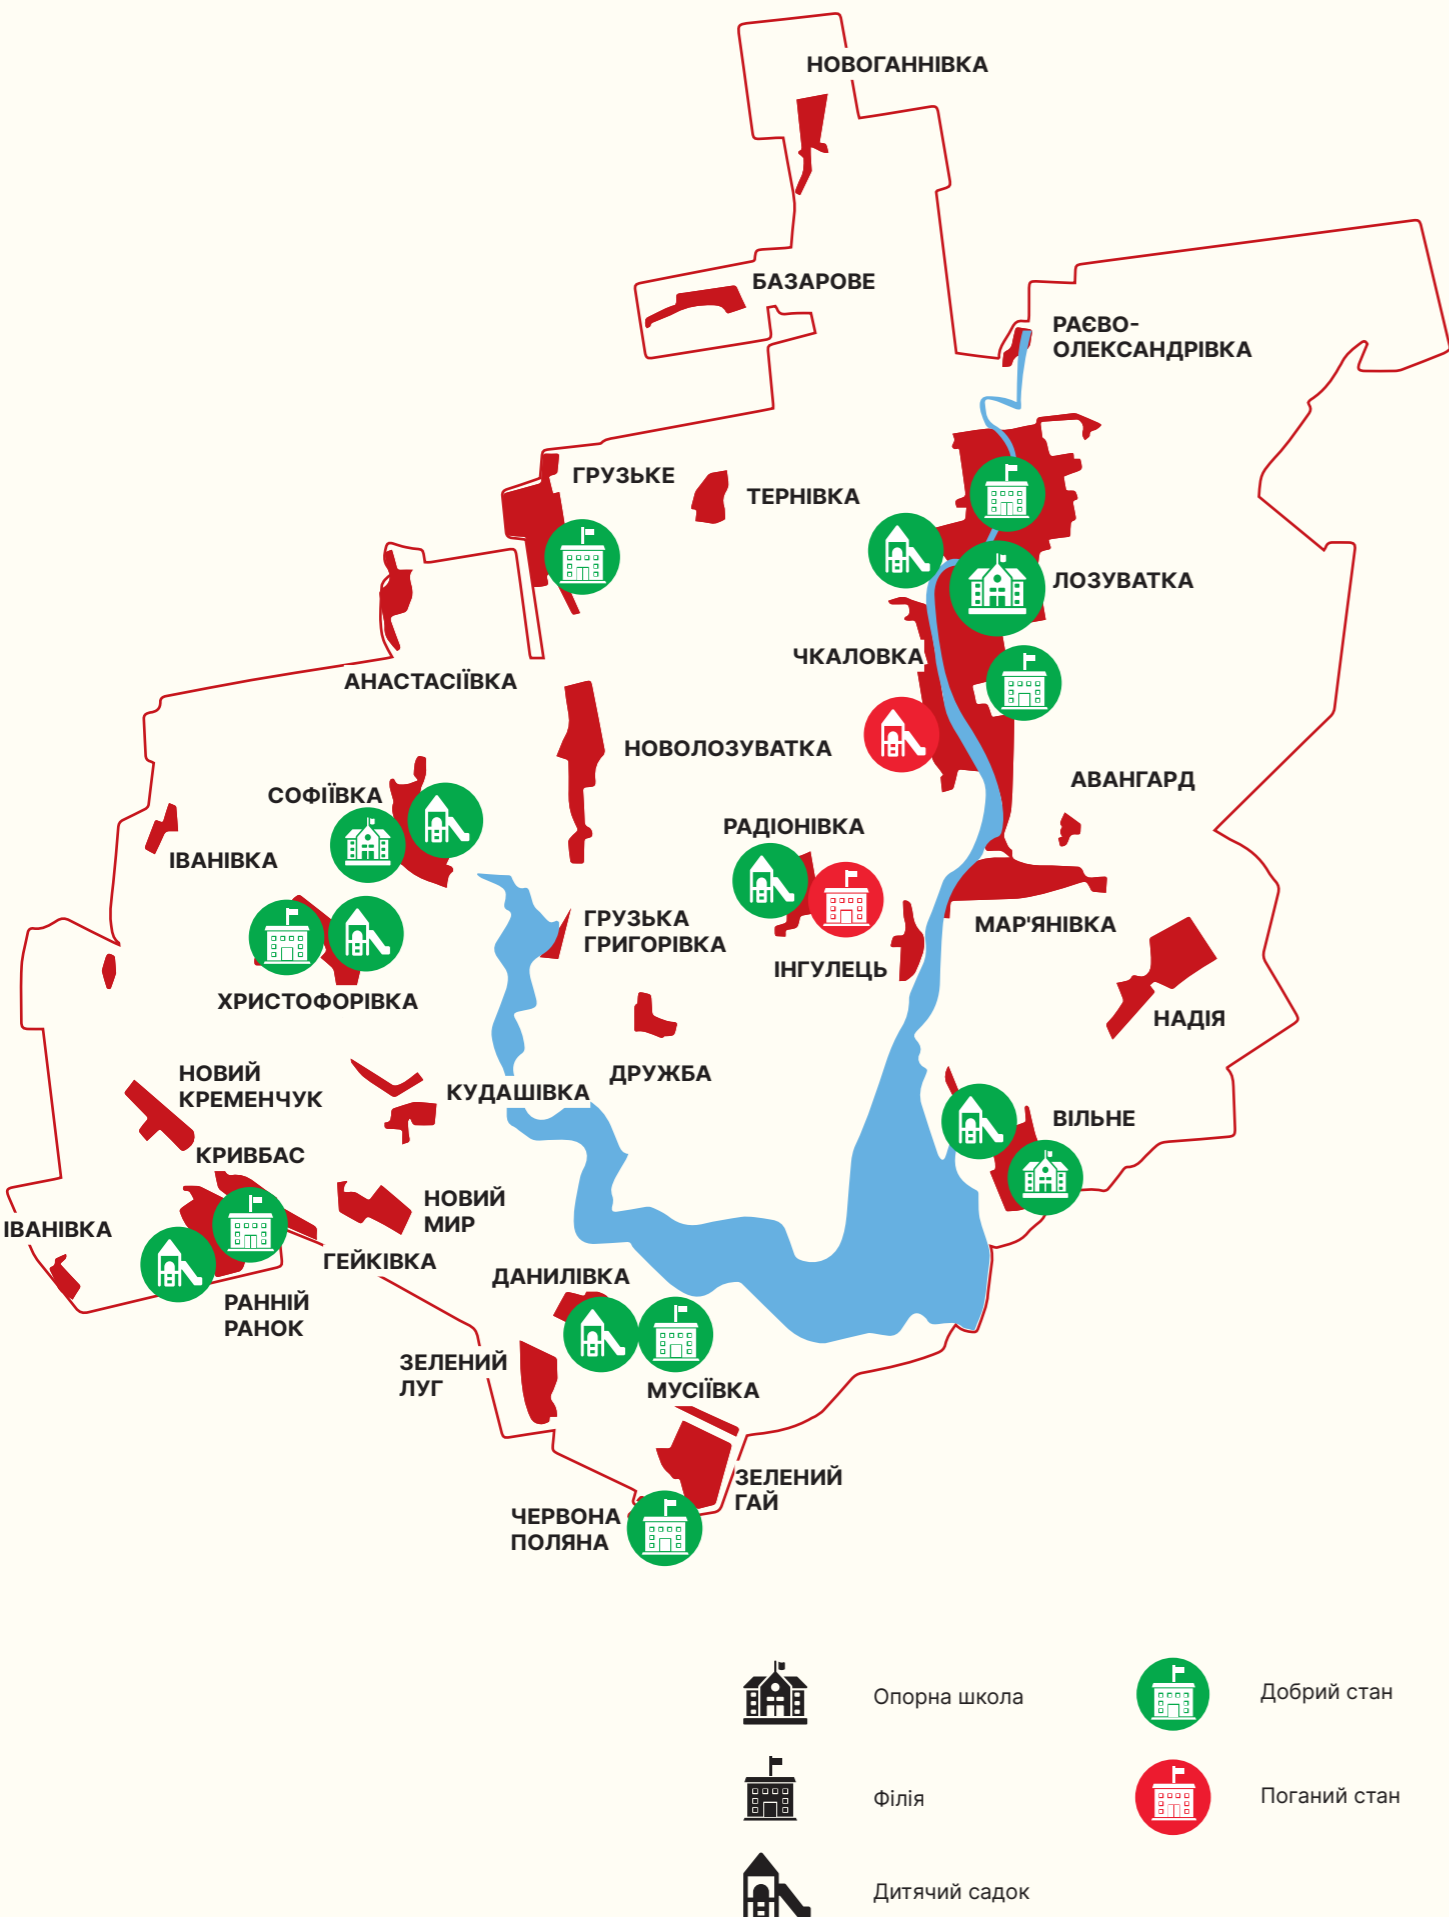 НОВОГАННІВКА
БАЗАРОВЕ
РАЄВО-
ОЛЕКСАНДРІВКА
ГРУЗЬКЕ
ТЕРНІВКА
ЛОЗУВАТКА
ЧКАЛОВКА
АНАСТАСІЇВКА
НОВОЛОЗУВАТКА
АВАНГАРД
СОФІЇВКА
РАДІОНІВКА
ІВАНІВКА
ГРУЗЬКА
ГРИГОРІВКА
МАР'ЯНІВКА
ІНГУЛЕЦЬ
ХРИСТОФОРІВКА
НАДІЯ
ДРУЖБА
НОВИЙ
КРЕМЕНЧУК
КУДАШІВКА
ВІЛЬНЕ
КРИВБАС
НОВИЙ
МИР
ІВАНІВКА
ГЕЙКІВКА
ДАНИЛІВКА
РАННІЙ
РАНОК
ЗЕЛЕНИЙ
ЛУГ
МУСІЇВКА
ЗЕЛЕНИЙ
ГАЙ
ЧЕРВОНА
ПОЛЯНА
Опорна школа
Добрий стан
Філія
Поганий стан
Дитячий садок